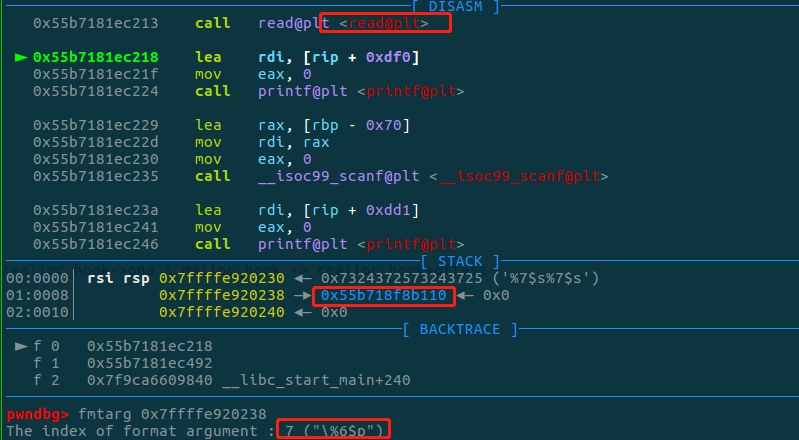 [ DISASM ]
0x55b7181ec213 call read@plt <read@plt>
► 0x55b7181ec218 lea rdi, [rip + 0xdf0]
0x55b7181ec21f mov eax, 0
0x55b7181ec224 call printf@plt <printf@plt>
0x55b7181ec229 lea rax, [rbp - 0x70]
0x55b7181ec22d mov rdi, rax
0x55b7181ec230 mov eax, 0
0x55b7181ec235 call __isoc99_scanf@plt <__isoc99_scanf@plt>
0x55b7181ec23a lea rdi, [rip + 0xdd1]
0x55b7181ec241 mov eax, 0
0x55b7181ec246 call printf@plt <printf@plt>
[ STACK ]
00:0000│ rsi rsp 0x7ffffe920230 ◂— 0x7324372573243725 ('%7$s%7$s')
01:0008│ 0x7ffffe920238 —▸ 0x55b718f8b110 ◂— 0x0
02:0010│ 0x7ffffe920240 ◂— 0x0
[ BACKTRACE ]
► f 0 0x55b7181ec218
f 1 0x55b7181ec492
f 2 0x7f9ca6609840 __libc_start_main+240
pwndbg> fmtarg 0x7ffffe920238
The index of format argument : 7 ("\%6$p")